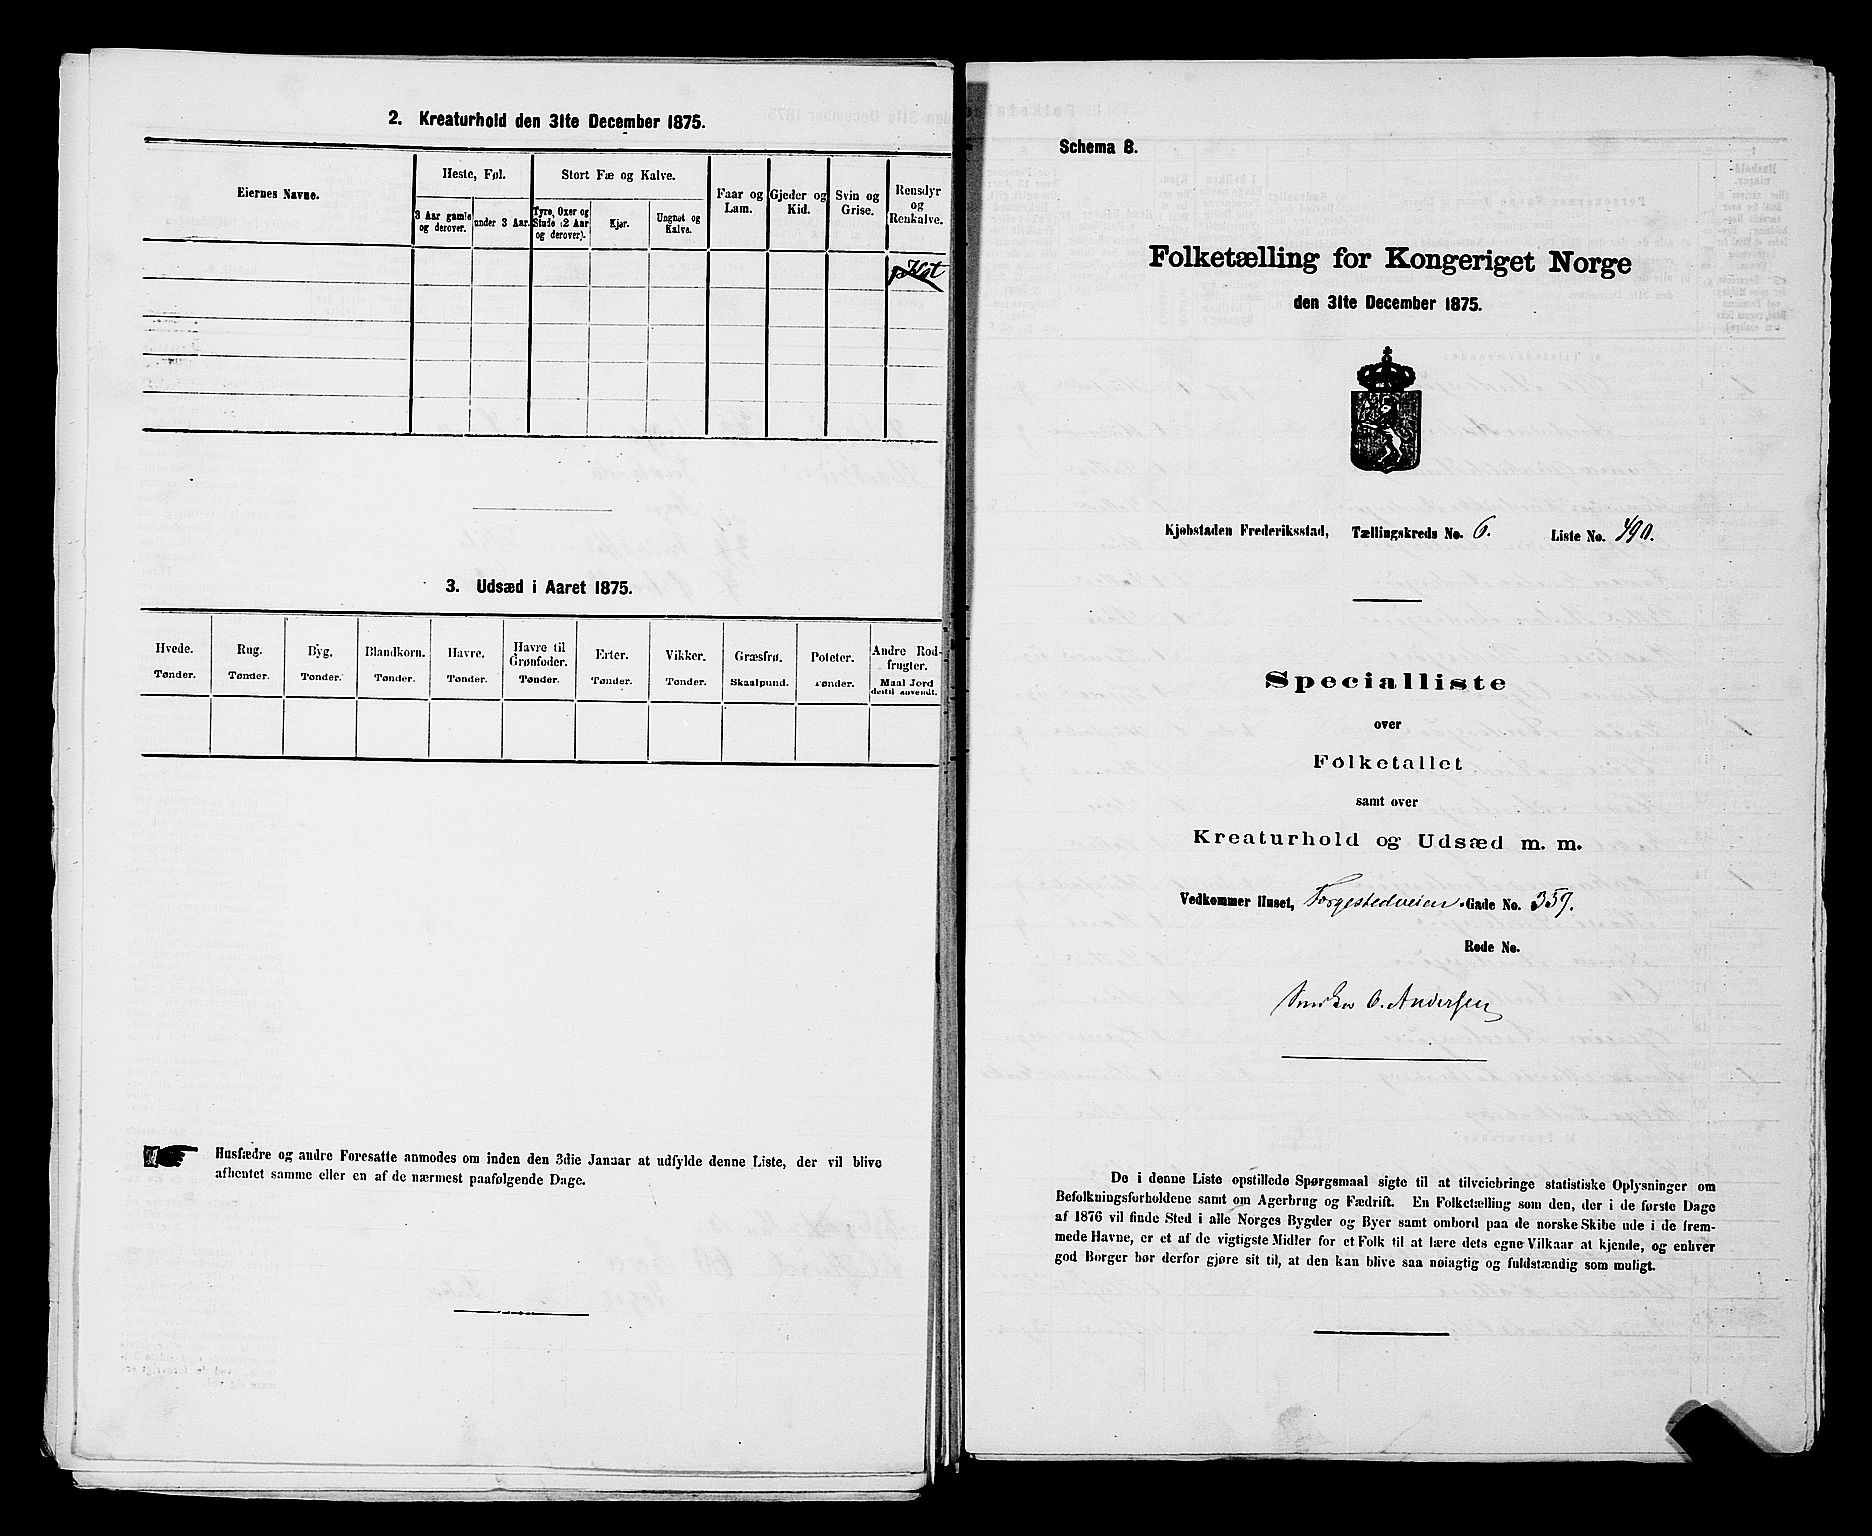 2. Kreaturhold den 31te December 1875.
Eiernes Navne.
Heste, Føl.
3 Aar gamle og derover.
under 3 Aar.
Stort Fæ og Kalve.
Tyre, Oxer og Stude (2 Aar og derover).
Kjør.
Ungnøt og Kalve.
Faar og Lam.
Gjeder og Kid.
Svin og Grise.
Rensdyr og Renkalve.
3. Udsæd i Aaret 1875.
Hvede. Tønder.
Rug. Tønder.
Byg. Tønder.
Blandkorn. Tønder.
Havre. Tønder.
Havre til Grønfoder. Tønder.
Erter. Tønder.
Vikker. Tønder.
Græsfrø. Skaalpund.
Poteter. Tønder.
Andre Rodfrugter. Maal Jord dertil anvendt.
Husfædre og andre Foresatte anmodes om inden den 3die Januar at udfylde denne Liste, der vil blive
afhentet samme eller en af de nærmest paafølgende Dage.
Schema B.
Folketælling for Kongeriget Norge
den 31te December 1875.
Kjøbstaden Frederiksstad, Tællingskreds No. 6. Liste No. 490.
Specialliste
over
Folketallet
samt over
Kreaturhold og Udsæd m. m.
Vedkommer Huset, Torgestedveien Gade No. 359.
Rode No.
Snedker O. Andersen
De i denne Liste opstillede Spørgsmaal sigte til at tilveiebringe statistiske Oplysninger om
Befolkningsforholdene samt om Agerbrug og Fædrift. En Folketælling som den, der i de første Dage
af 1876 vil finde Sted i alle Norges Bygder og Byer samt ombord paa de norske Skibe ude i de frem-
mede Havne, er et af de vigtigste Midler for et Folk til at lære dets egne Vilkaar at kjende, og enhver
god Borger bør derfor gjøre sit til, at den kan blive saa nøiagtig og fuldstændig som muligt.